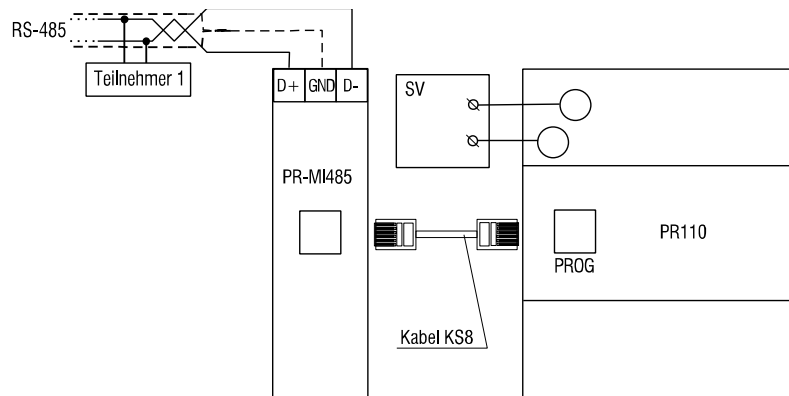 RS-485
Teilnehmer 1
D+ GND D-
SV
PR-MI485
PR110
PROG
Kabel KS8